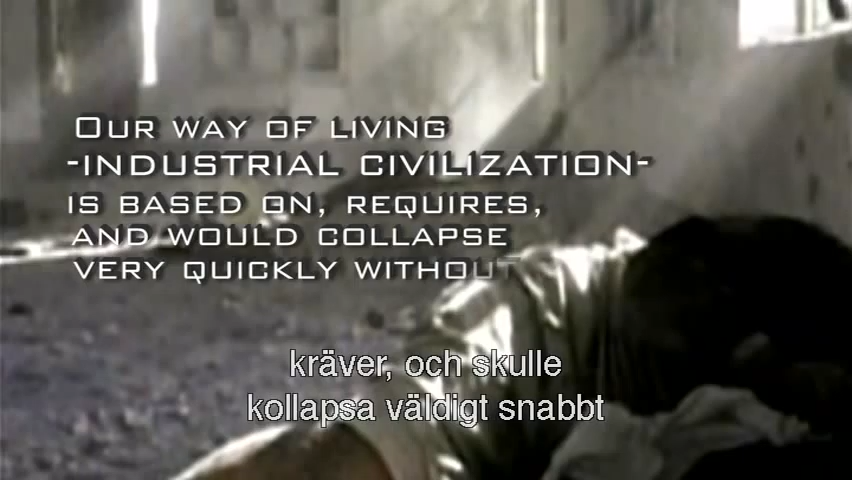 OUR WAY OF LIVING
-INDUSTRIAL CIVILIZATION-
IS BASED ON, REQUIRES,
AND WOULD COLLAPSE
VERY QUICKLY WITHOUT
kräver, och skulle
kollapsa väldigt snabbt